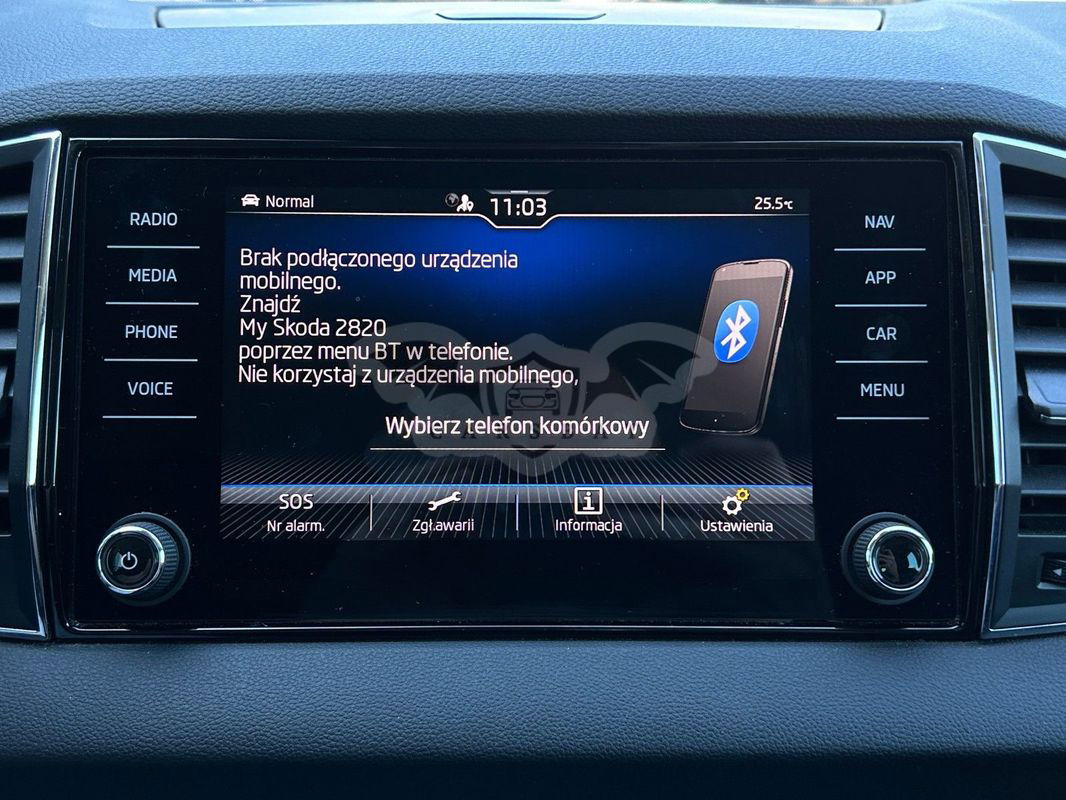 Normal
11:03
25.5°C
RADIO
MEDIA
PHONE
VOICE
Brak podłączonego urządzenia
mobilnego.
Znajdź
My Skoda 2820
poprzez menu BT w telefonie.
Nie korzystaj z urządzenia mobilnego,
Wybierz telefon komórkowy
SOS
Nr alarm.
Zgł.awarii
i
Informacja
Ustawienia
NAV
APP
CAR
MENU